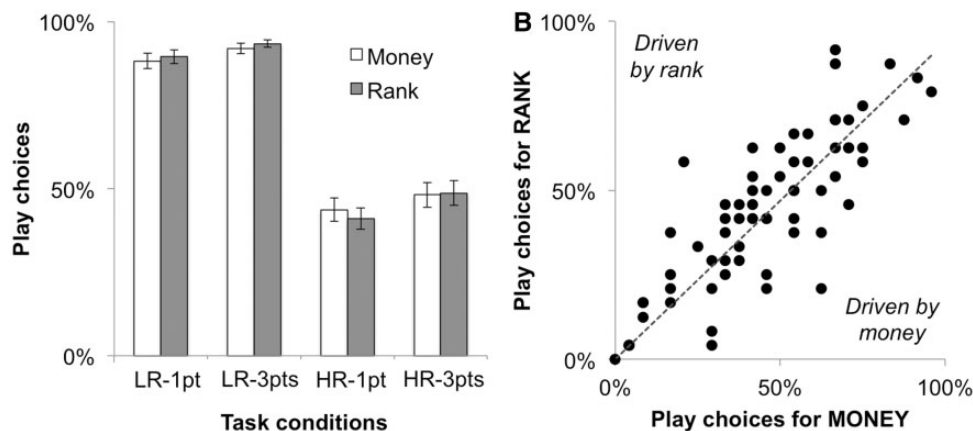 100%
50%
0%
Play choices
Money
Rank
LR-1pt LR-3pts HR-1pt HR-3pts
Task conditions
B
100%
50%
0%
Play choices for RANK
Driven
by rank
Driven by
money
0% 50% 100%
Play choices for MONEY